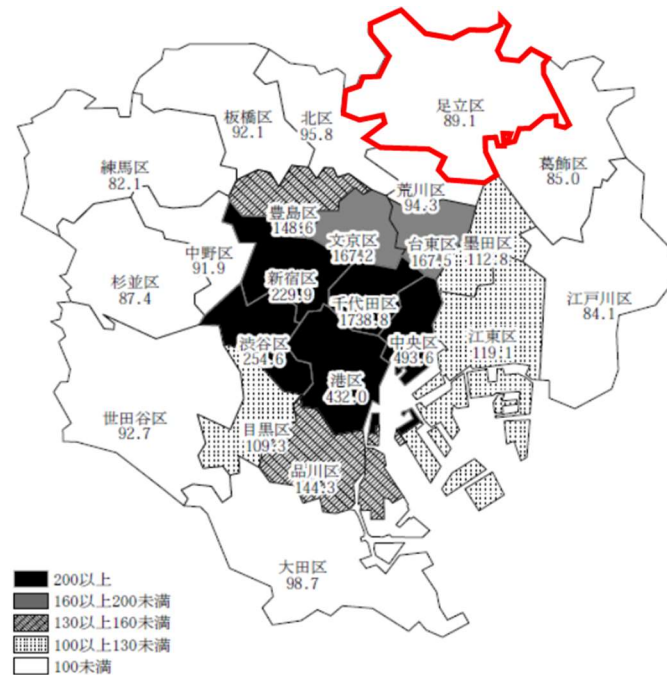 足立区
89.1
板橋区
92.1
北区
95.8
葛飾区
85.0
練馬区
82.1
荒川区
94.3
豊島区
148.6
文京区
167.2
台東区
167.5
墨田区
112.8
中野区
91.9
杉並区
87.4
新宿区
229.9
千代田区
1738.8
江戸川区
84.1
渋谷区
254.6
中央区
493.6
江東区
119.1
港区
432.0
世田谷区
92.7
目黒区
109.3
品川区
144.3
大田区
98.7
200以上
160以上200未満
130以上160未満
100以上130未満
100未満